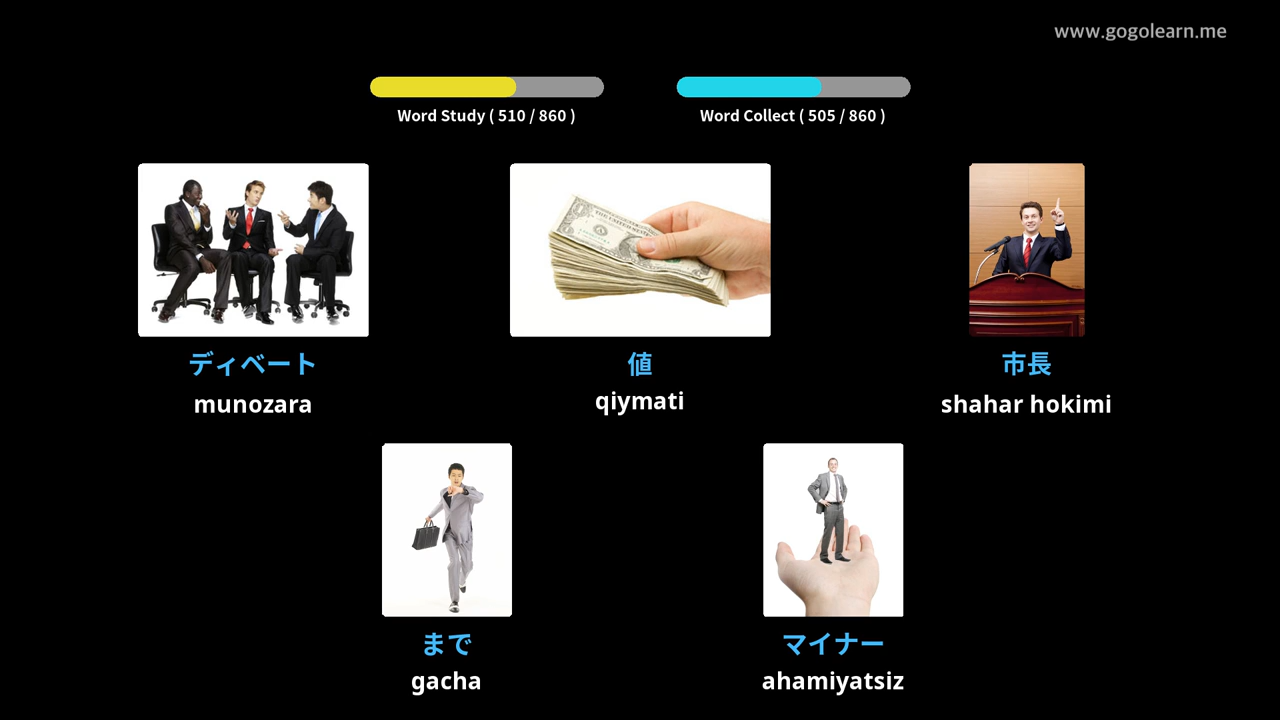 www.gogolearn.me
Word Study ( 510 / 860 )
Word Collect ( 505 / 860 )
ディベート
munozara
値
qiymati
市長
shahar hokimi
まで
gacha
マイナー
ahamiyatsiz